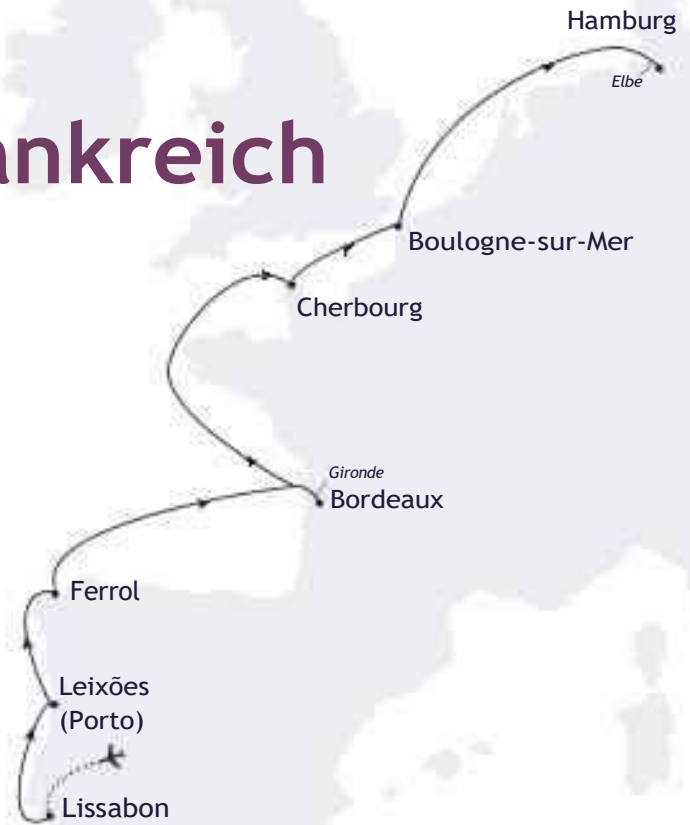 Hamburg
Elbe
ankreich
Boulogne-sur-Mer
Cherbourg
Gironde
Bordeaux
Ferrol
Leixões
(Porto)
Lissabon